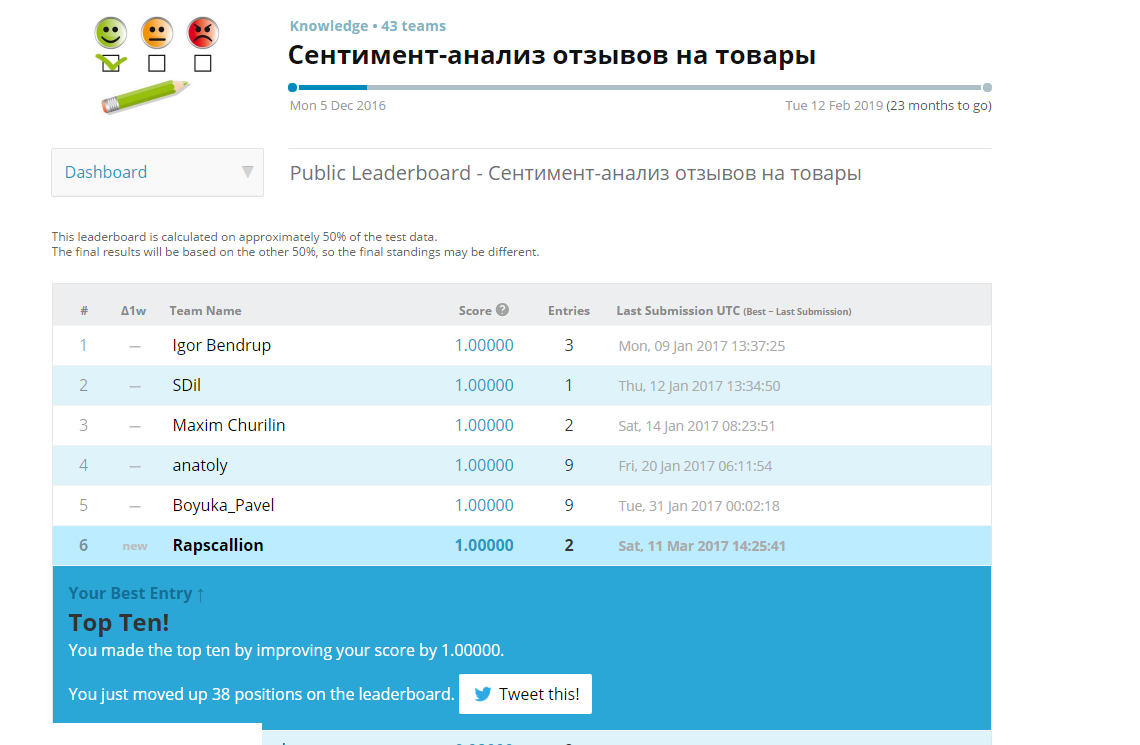 Knowledge • 43 teams
Сентимент-анализ отзывов на товары
Mon 5 Dec 2016 Tue 12 Feb 2019 (23 months to go)
Dashboard
Public Leaderboard - Сентимент-анализ отзывов на товары
This leaderboard is calculated on approximately 50% of the test data.
The final results will be based on the other 50%, so the final standings may be different.
# Δ1w Team Name Score ? Entries Last Submission UTC (Best − Last Submission)
1 — Igor Bendrup 1.00000 3 Mon, 09 Jan 2017 13:37:25
2 — SDil 1.00000 1 Thu, 12 Jan 2017 13:34:50
3 — Maxim Churilin 1.00000 2 Sat, 14 Jan 2017 08:23:51
4 — anatoly 1.00000 9 Fri, 20 Jan 2017 06:11:54
5 — Boyuka_Pavel 1.00000 9 Tue, 31 Jan 2017 00:02:18
6 new Rapscallion 1.00000 2 Sat, 11 Mar 2017 14:25:41
Your Best Entry ↑
Top Ten!
You made the top ten by improving your score by 1.00000.
You just moved up 38 positions on the leaderboard. Tweet this!